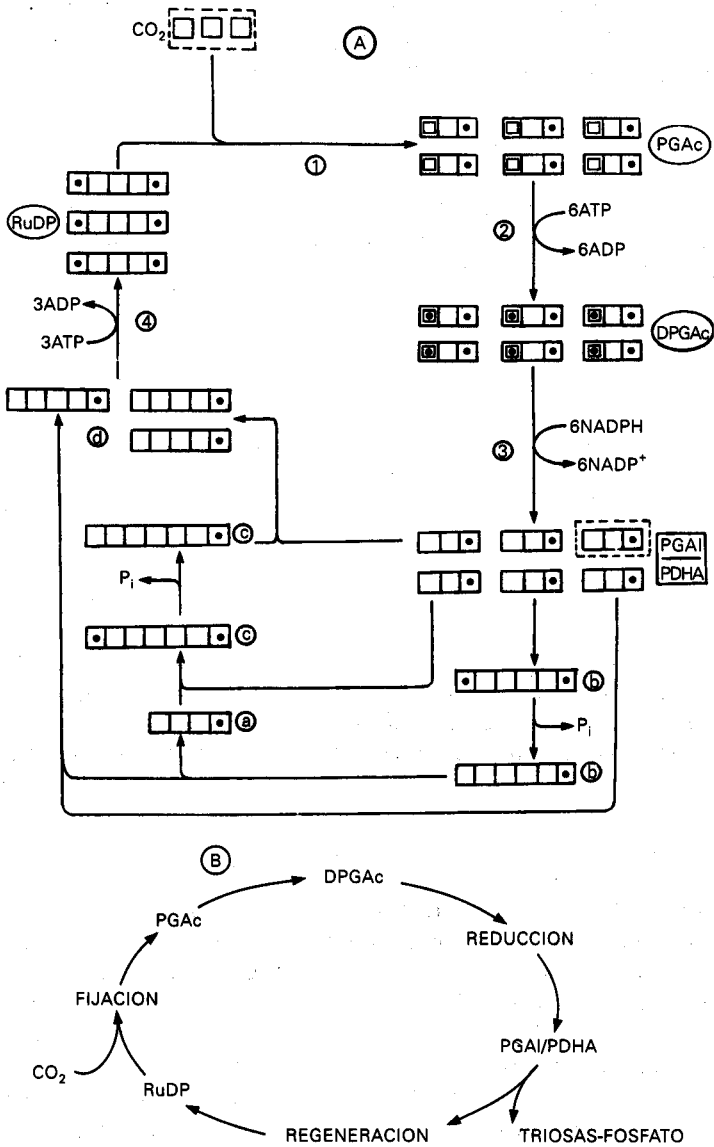 CO2
A
PGAc
1
RuDP
6ATP
2
6ADP
DPGAc
3ADP
4
3ATP
6NADPH
3
6NADP+
d
c
PGAl
PDHA
Pi
c
b
a
Pi
b
B
DPGAc
PGAc
REDUCCION
FIJACION
PGAl/PDHA
CO2
RuDP
REGENERACION
TRIOSAS-FOSFATO